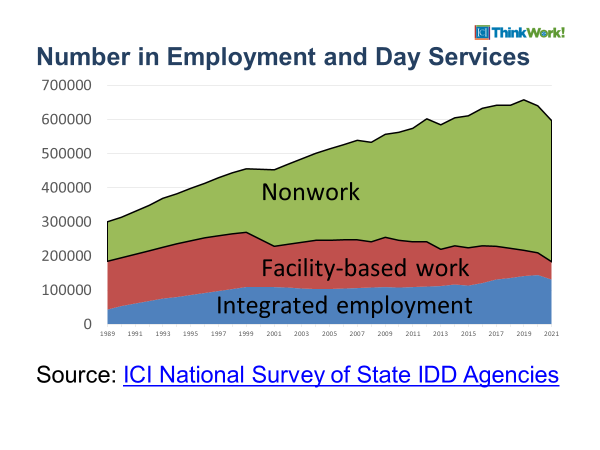 ICI ThinkWork!
Number in Employment and Day Services
700000
600000
500000
400000
300000
200000
100000
0
Nonwork
Facility-based work
Integrated employment
1989 1991 1993 1995 1997 1999 2001 2003 2005 2007 2009 2011 2013 2015 2017 2019 2021
Source: ICI National Survey of State IDD Agencies